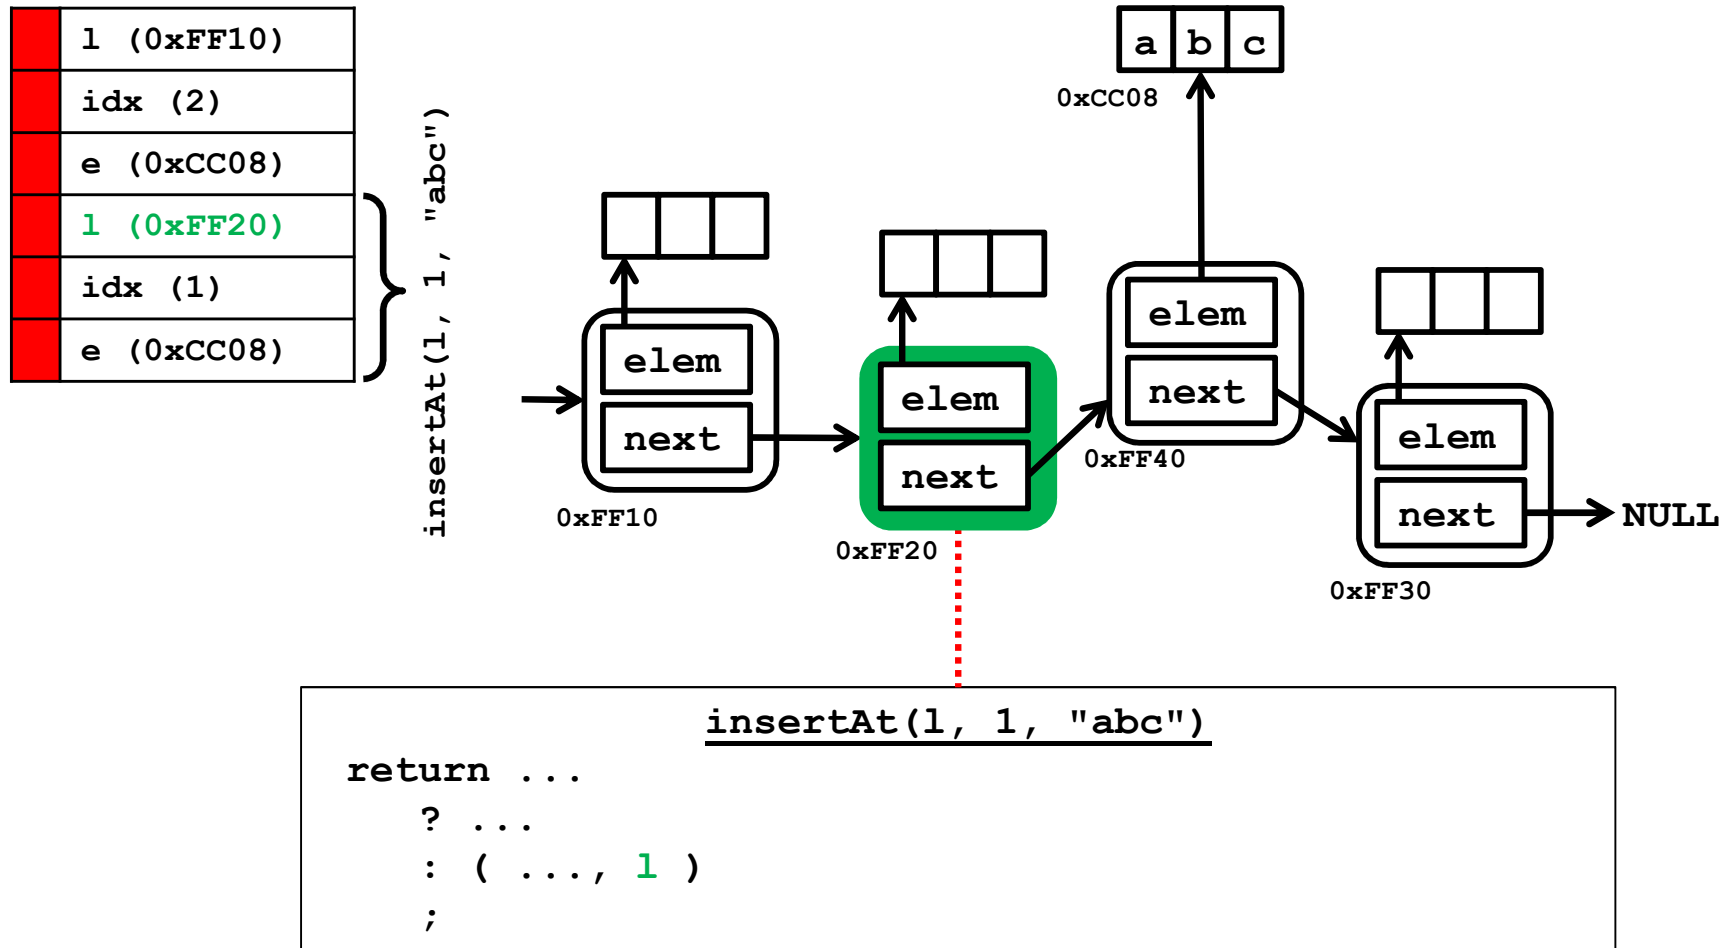 l (0xFF10)
idx (2)
e (0xCC08)
l (0xFF20)
idx (1)
e (0xCC08)
insertAt(l, 1, "abc")
a b c
0xCC08
elem
next
0xFF10
elem
next
0xFF20
elem
next
0xFF40
elem
next
0xFF30
NULL
insertAt(l, 1, "abc")
return ...
? ...
: ( ..., l )
;